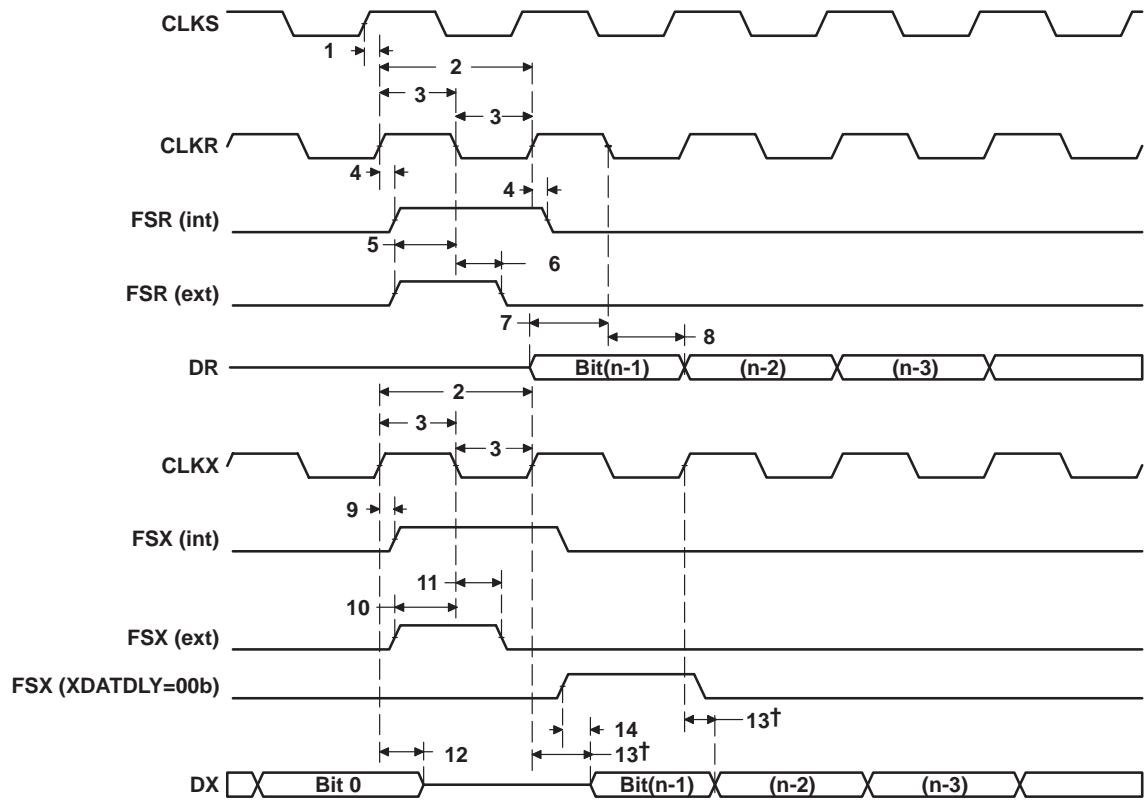 CLKS
1
2
3
3
CLKR
4
4
FSR (int)
5
6
FSR (ext)
7
8
DR
Bit(n-1)
(n-2)
(n-3)
2
3
3
CLKX
9
FSX (int)
11
10
FSX (ext)
FSX (XDATDLY=00b)
14
13†
12
13†
DX
Bit 0
Bit(n-1)
(n-2)
(n-3)